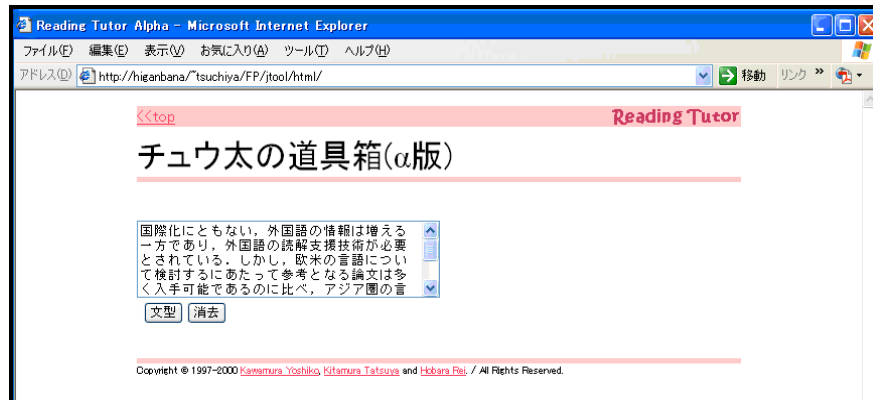 Reading Tutor Alpha - Microsoft Internet Explorer
ファイル(F) 編集(E) 表示(V) お気に入り(A) ツール(T) ヘルプ(H)
アドレス(D) http://higanbana/~tsuchiya/FP/jtool/html/ 移動 リンク »
<<top Reading Tutor
チュウ太の道具箱(α版)
国際化にともない，外国語の情報は増える
一方であり，外国語の読解支援技術が必要
とされている．しかし，欧米の言語につい
て検討するにあたって参考となる論文は多
く入手可能であるのに比べ，アジア圏の言
文型 消去
Copyright © 1997-2000 Kawamura Yoshiko, Kitamura Tatsuya and Hobara Rei. / All Rights Reserved.